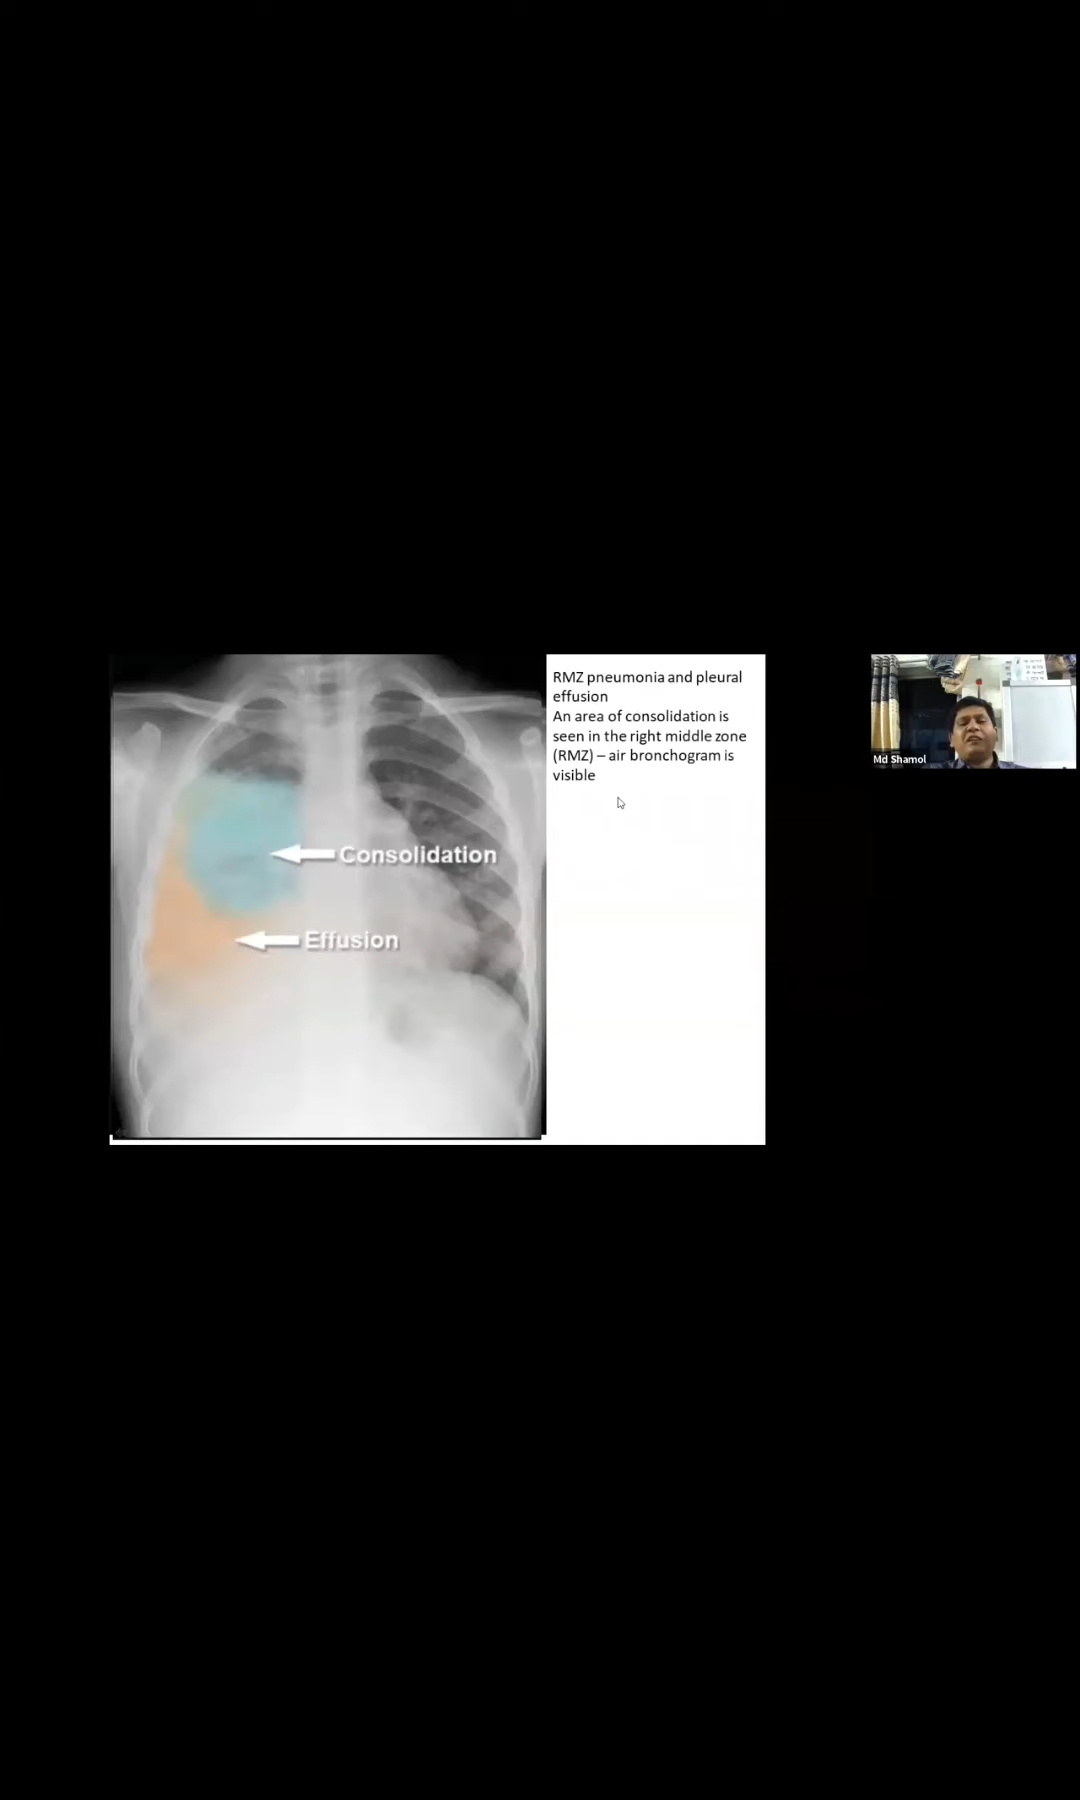 RMZ pneumonia and pleural
effusion
An area of consolidation is
seen in the right middle zone
(RMZ) – air bronchogram is
visible
Consolidation
Effusion
Md Shamol